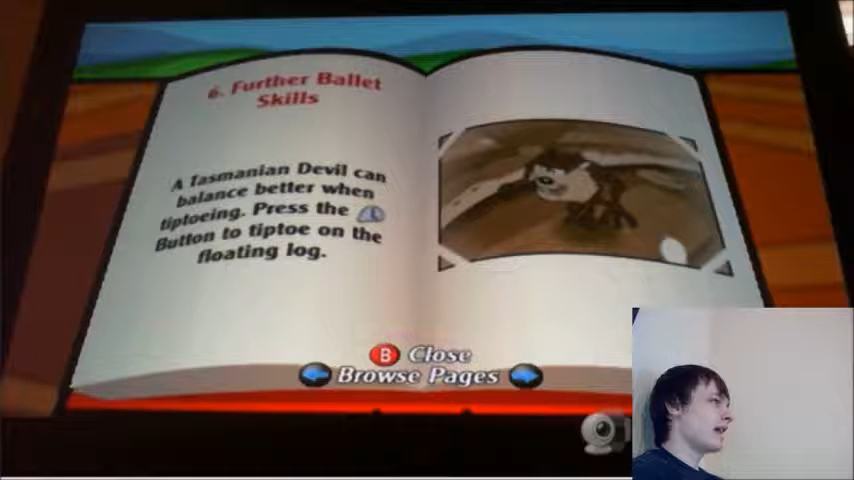 6. Further Ballet
Skills
A Tasmanian Devil can
balance better when
tiptoeing. Press the
Button to tiptoe on the
floating log.
B Close
Browse Pages